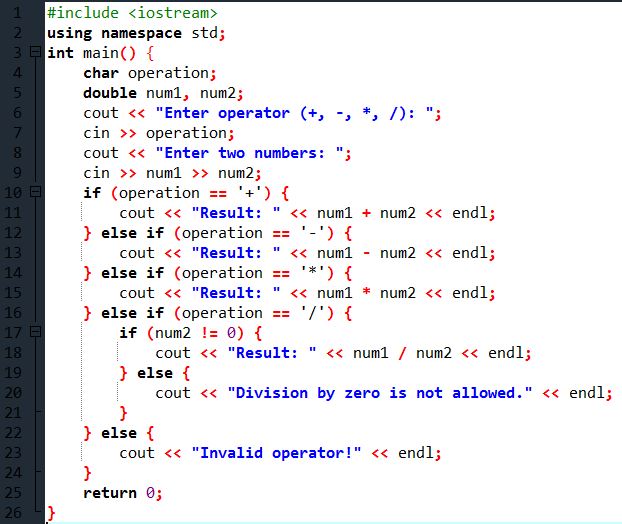 1 #include <iostream>
2 using namespace std;
3 int main() {
4     char operation;
5     double num1, num2;
6     cout << "Enter operator (+, -, *, /): ";
7     cin >> operation;
8     cout << "Enter two numbers: ";
9     cin >> num1 >> num2;
10     if (operation == '+') {
11         cout << "Result: " << num1 + num2 << endl;
12     } else if (operation == '-') {
13         cout << "Result: " << num1 - num2 << endl;
14     } else if (operation == '*') {
15         cout << "Result: " << num1 * num2 << endl;
16     } else if (operation == '/') {
17         if (num2 != 0) {
18             cout << "Result: " << num1 / num2 << endl;
19         } else {
20             cout << "Division by zero is not allowed." << endl;
21         }
22     } else {
23         cout << "Invalid operator!" << endl;
24     }
25     return 0;
26 }